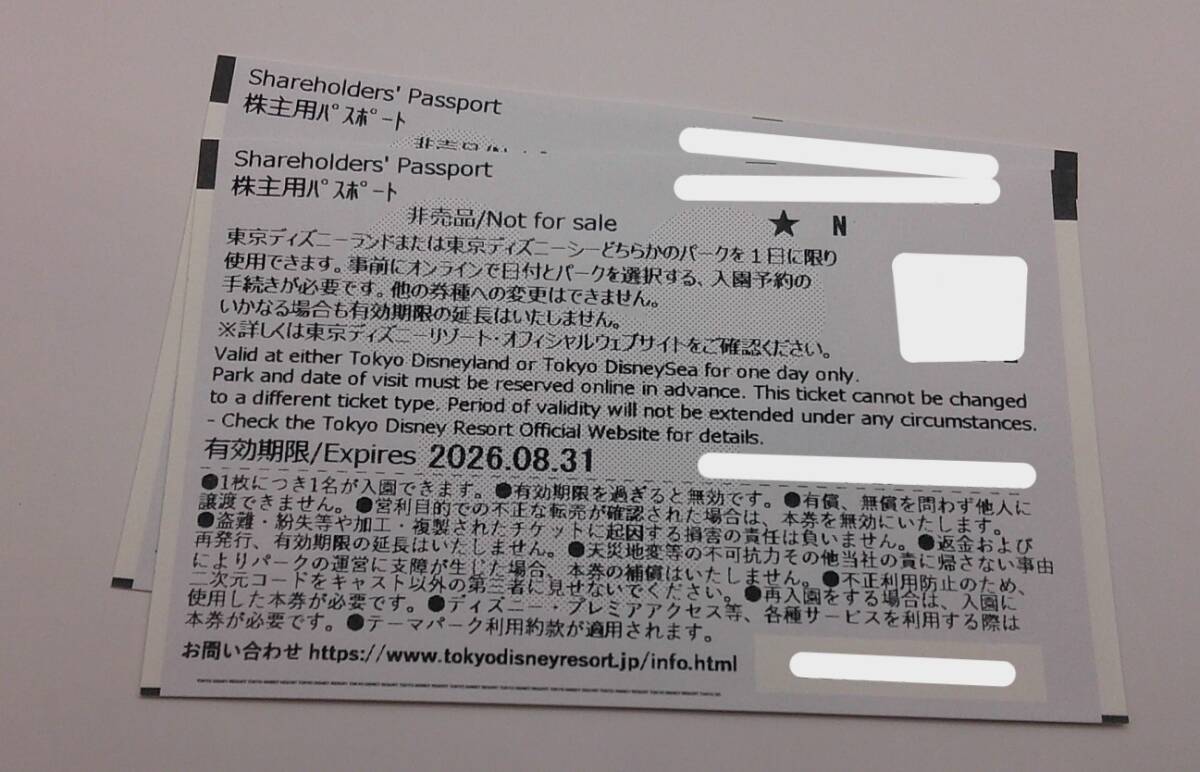 Shareholders' Passport
株主用ﾊﾟｽﾎﾟｰﾄ
Shareholders' Passport
株主用ﾊﾟｽﾎﾟｰﾄ
非売品/Not for sale ★ N
東京ディズニーランドまたは東京ディズニーシーどちらかのパークを１日に限り
使用できます。事前にオンラインで日付とパークを選択する、入園予約の
手続きが必要です。他の券種への変更はできません。
いかなる場合も有効期限の延長はいたしません。
※詳しくは東京ディズニーリゾート・オフィシャルウェブサイトをご確認ください。
Valid at either Tokyo Disneyland or Tokyo DisneySea for one day only.
Park and date of visit must be reserved online in advance. This ticket cannot be changed
to a different ticket type. Period of validity will not be extended under any circumstances.
- Check the Tokyo Disney Resort Official Website for details.
有効期限/Expires 2026.08.31
●1枚につき1名が入園できます。●有効期限を過ぎると無効です。●有償、無償を問わず他人に
譲渡できません。●営利目的での不正な転売が確認された場合は、本券を無効にいたします。
●盗難・紛失等や加工・複製されたチケットに起因する損害の責任は負いません。●返金および
再発行、有効期限の延長はいたしません。●天災地変等の不可抗力その他当社の責に帰さない事由
によりパークの運営に支障が生じた場合、本券の補償はいたしません。●不正利用防止のため、
二次元コードをキャスト以外の第三者に見せないでください。●再入園をする場合は、入園に
使用した本券が必要です。●ディズニー・プレミアアクセス等、各種サービスを利用する際は
本券が必要です。●テーマパーク利用約款が適用されます。
お問い合わせ https://www.tokyodisneyresort.jp/info.html